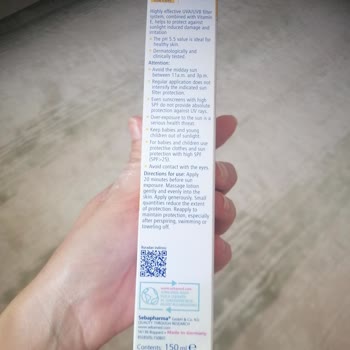 Highly effective UVA/UVB filter
system, combined with Vitamin
E, helps to protect against
sunlight induced damage and
irritation
• The pH 5.5 value is ideal for
healthy skin.
• Dermatologically and
clinically tested.
Attention:
• Avoid the midday sun
between 11a.m. and 3p.m.
• Regular application does not
intensify the indicated sun
filter protection.
• Even sunscreens with high
SPF do not provide absolute
protection against UV rays.
• Over-exposure to the sun is a
serious health threat.
• Keep babies and young
children out of sunlight.
• For babies and children use
protective clothes and sun
protection with high SPF
(SPF>25).
• Avoid contact with the eyes.
Directions for use: Apply
20 minutes before sun
exposure. Massage lotion
gently and evenly into the
skin. Apply generously. Small
quantities reduce the extent
of protection. Reapply to
maintain protection, especially
after perspiring, swimming or
towelling off.
Sebapharma
GmbH & Co. KG
QUALITY THROUGH RESEARCH
Made in Germany
Contents: 150 ml e